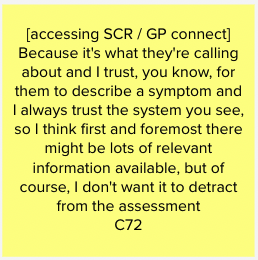 [accessing SCR / GP connect]
Because it's what they're calling
about and I trust, you know, for
them to describe a symptom and
I always trust the system you see,
so I think first and foremost there
might be lots of relevant
information available, but of
course, I don't want it to detract
from the assessment
C72